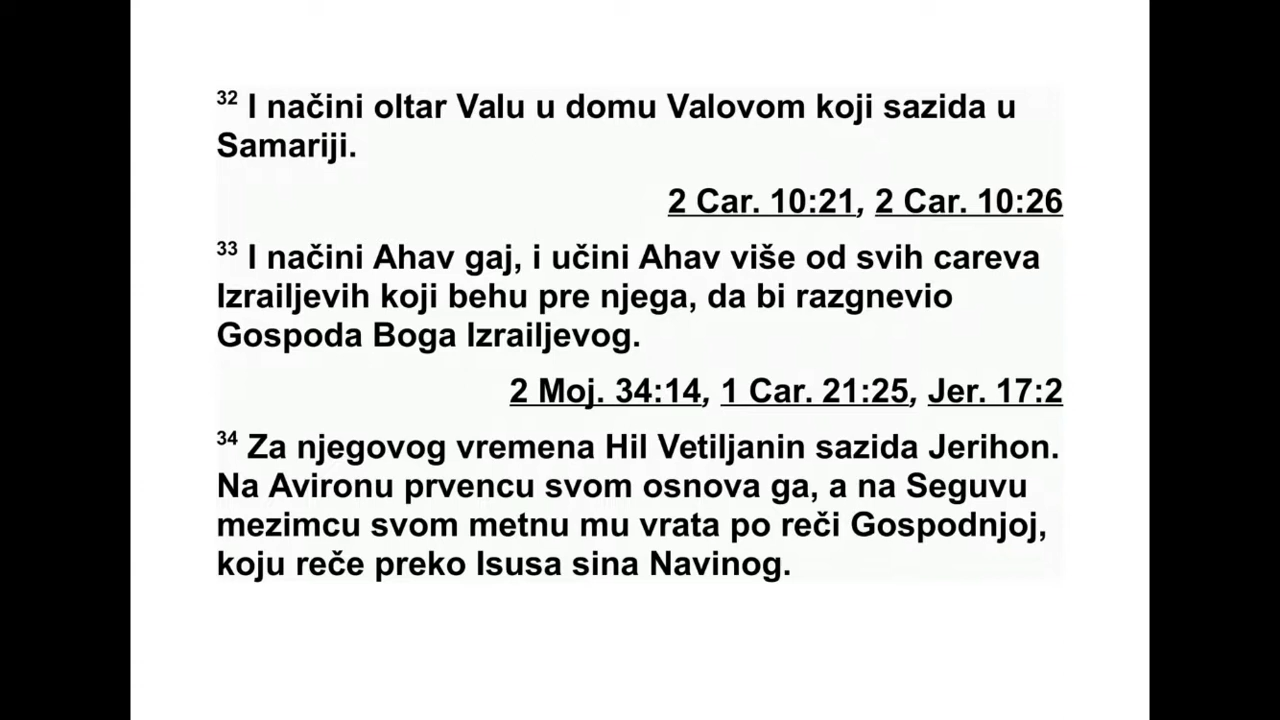 32 I načini oltar Valu u domu Valovom koji sazida u
Samariji.
2 Car. 10:21, 2 Car. 10:26
33 I načini Ahav gaj, i učini Ahav više od svih careva
Izrailjevih koji behu pre njega, da bi razgnevio
Gospoda Boga Izrailjevog.
2 Moj. 34:14, 1 Car. 21:25, Jer. 17:2
34 Za njegovog vremena Hil Vetiljanin sazida Jerihon.
Na Avironu prvencu svom osnova ga, a na Seguvu
mezimcu svom metnu mu vrata po reči Gospodnjoj,
koju reče preko Isusa sina Navinog.